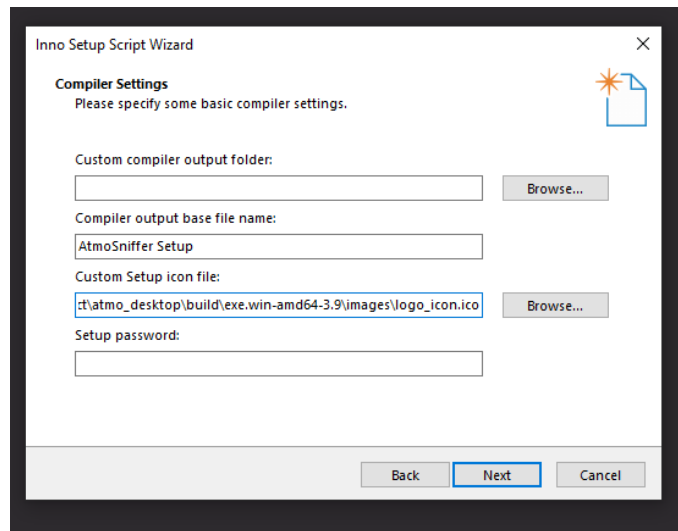 Inno Setup Script Wizard
Compiler Settings
Please specify some basic compiler settings.
Custom compiler output folder:
Browse...
Compiler output base file name:
AtmoSniffer Setup
Custom Setup icon file:
ct\atmo_desktop\build\exe.win-amd64-3.9\images\logo_icon.ico
Browse...
Setup password:
Back Next Cancel